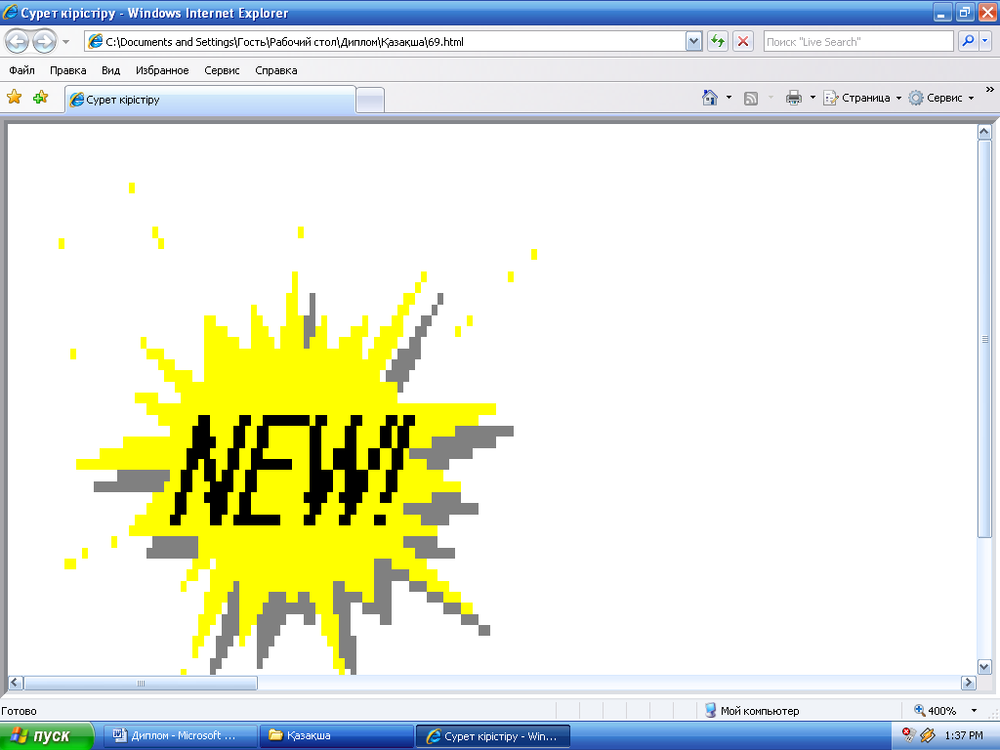 Сурет кірістіру - Windows Internet Explorer
C:\Documents and Settings\Гость\Рабочий стол\Диплом\Қазақша\69.html
Поиск "Live Search"
Файл Правка Вид Избранное Сервис Справка
Сурет кірістіру
Страница Сервис »
NEW!
Готово
Мой компьютер
400%
пуск
Диплом - Microsoft ...
Қазақша
Сурет кірістіру - Win...
1:37 PM